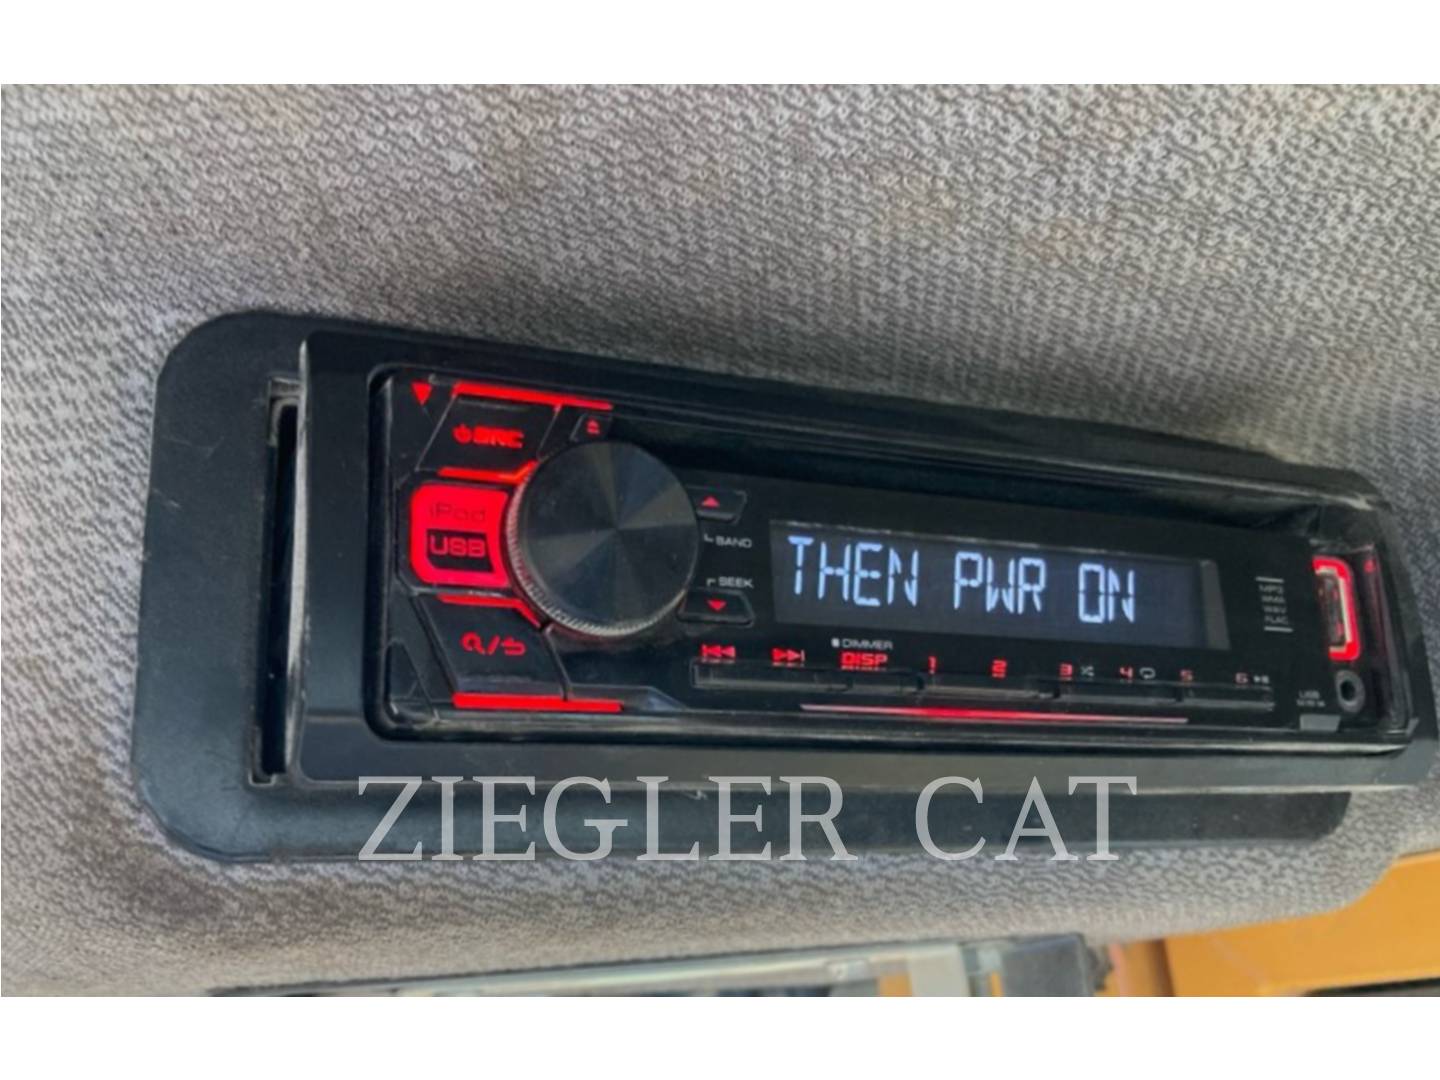 SRC
iPod
USB
BAND
SEEK
THEN PWR ON
MP3
WMA
WAV
FLAC
DIMMER
DISP
1
2
3
4
5
6
USB
ZIEGLER CAT